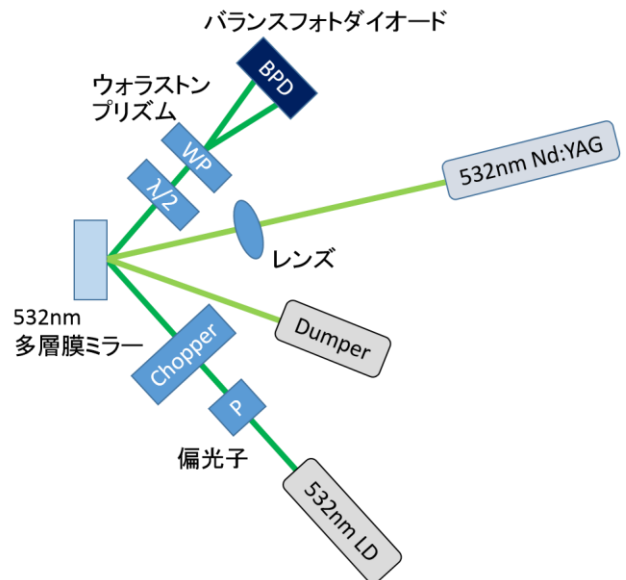 バランスフォトダイオード
BPD
ウォラストン
プリズム
WP
λ/2
532nm Nd:YAG
レンズ
532nm
多層膜ミラー
Dumper
Chopper
P
偏光子
532nm LD